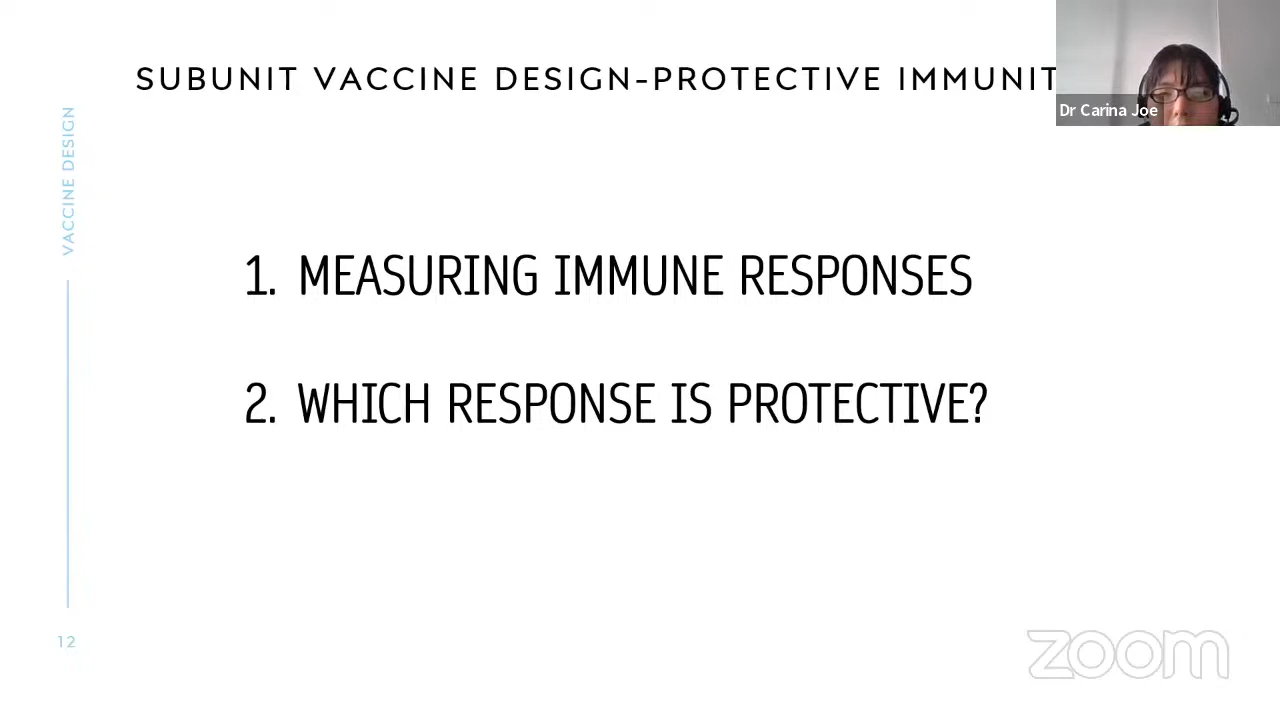 SUBUNIT VACCINE DESIGN-PROTECTIVE IMMUNIT
Dr Carina Joe
VACCINE DESIGN
1. MEASURING IMMUNE RESPONSES
2. WHICH RESPONSE IS PROTECTIVE?
12
zoom